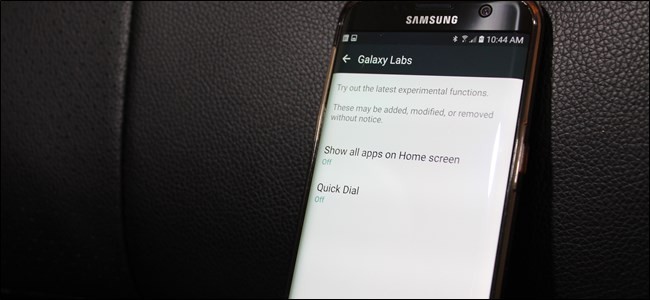 SAMSUNG
10:44 AM
Galaxy Labs
Try out the latest experimental functions.
These may be added, modified, or removed
without notice.
Show all apps on Home screen
Off
Quick Dial
Off